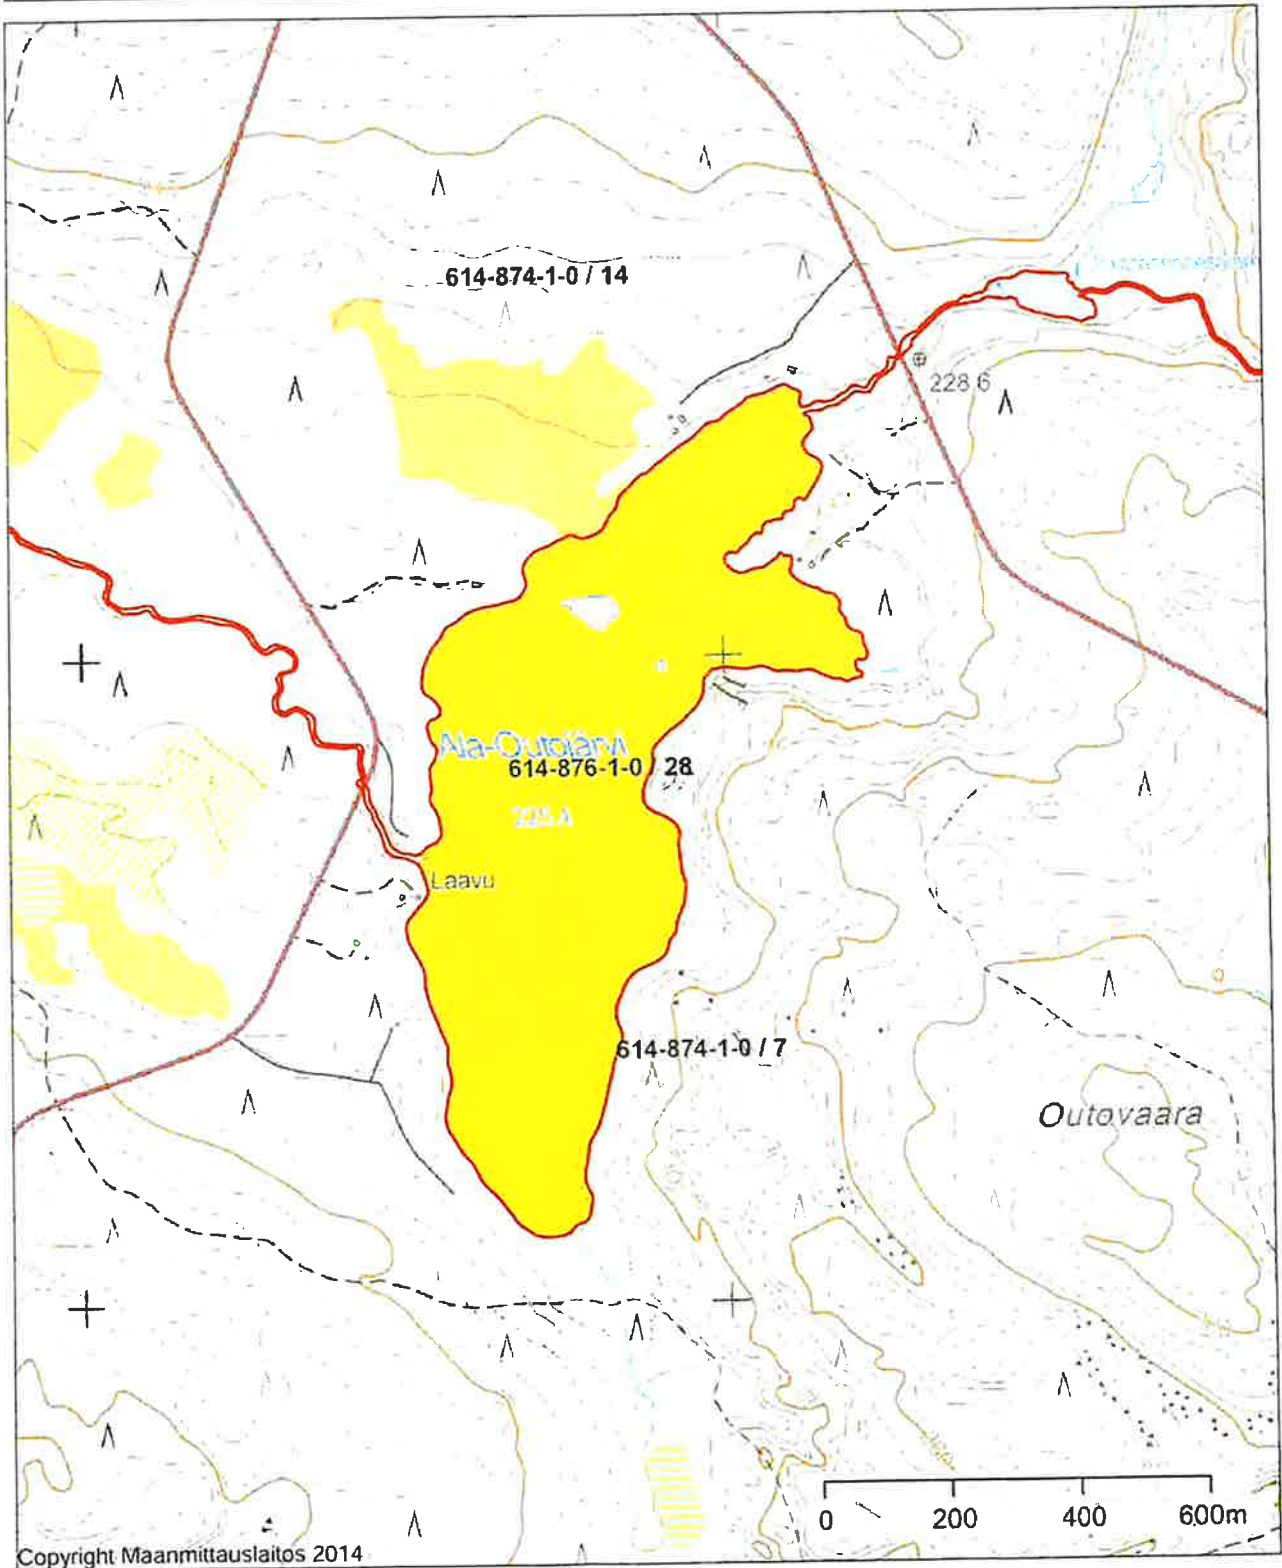 614-874-1-0 / 14
228.6
Ala-Outojärvi
614-876-1-0 / 28
Laavu
614-874-1-0 / 7
Outovaara
0 200 400 600m
Copyright Maanmittauslaitos 2014